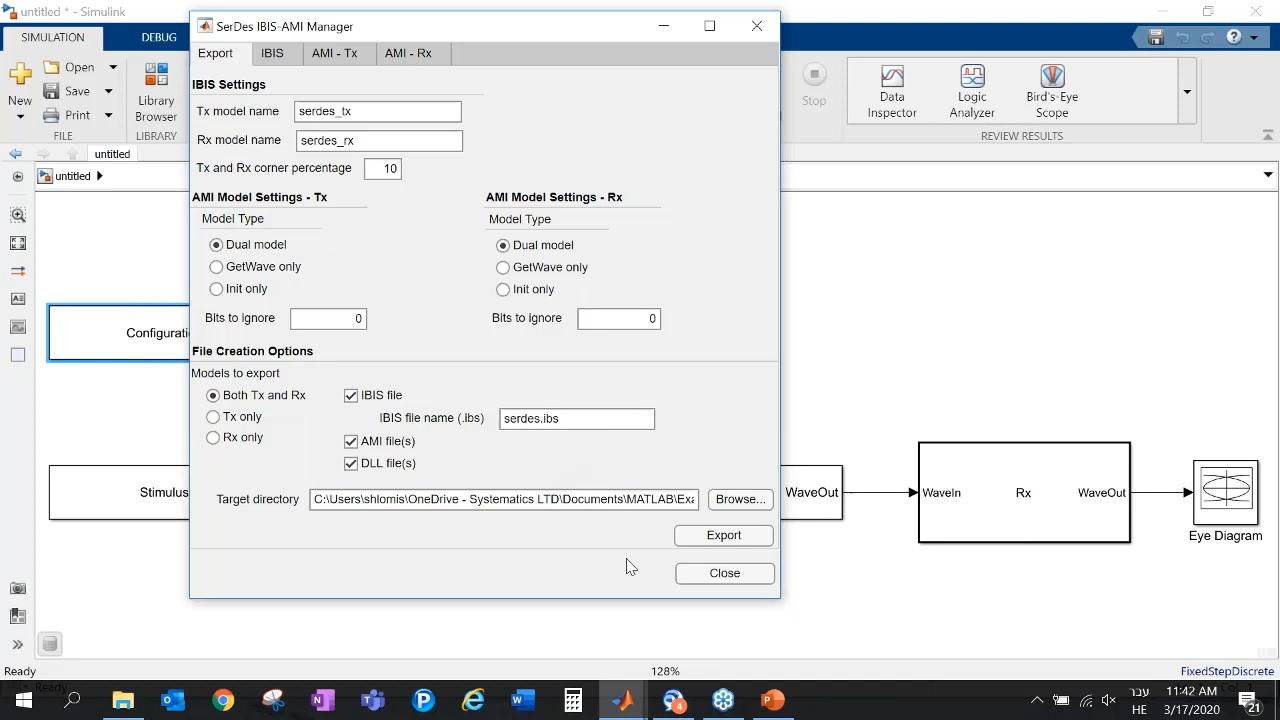 untitled * - Simulink
SerDes IBIS-AMI Manager
SIMULATION
DEBUG
Export
IBIS
AMI - Tx
AMI - Rx
New
Open
Save
Print
FILE
Library
Browser
LIBRARY
Stop
Data
Inspector
Logic
Analyzer
Bird's-Eye
Scope
REVIEW RESULTS
untitled
untitled
IBIS Settings
Tx model name
serdes_tx
Rx model name
serdes_rx
Tx and Rx corner percentage
10
AMI Model Settings - Tx
AMI Model Settings - Rx
Model Type
Model Type
Dual model
Dual model
GetWave only
GetWave only
Init only
Init only
Bits to ignore
0
Bits to ignore
0
File Creation Options
Models to export
Both Tx and Rx
IBIS file
Tx only
IBIS file name (.ibs)
serdes.ibs
Rx only
AMI file(s)
DLL file(s)
Target directory
C:\Users\shlomis\OneDrive - Systematics LTD\Documents\MATLAB\Exa
Browse...
Export
Close
Configurati
Stimulus
WaveOut
WaveIn
Rx
WaveOut
Eye Diagram
Ready
128%
FixedStepDiscrete
Ready
4
עבר
HE
11:42 AM
3/17/2020
21